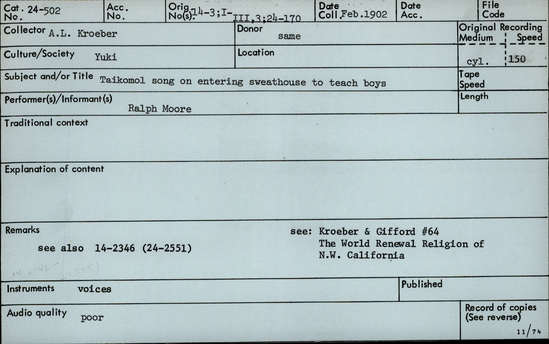 Cat. No. 24-502
Acc. No.
Orig. No(s). 14-3;I-III,3;24-170
Date Coll. Feb.1902
Date Acc.
File Code
Collector A.L. Kroeber
Donor same
Original Recording
Medium Speed
cyl. 150
Culture/Society Yuki
Location
Subject and/or Title Taikomol song on entering sweathouse to teach boys
Tape Speed
Performer(s)/Informant(s) Ralph Moore
Length
Traditional context
Explanation of content
Remarks
see: Kroeber & Gifford #64
see also 14-2346 (24-2551)
The World Renewal Religion of
N.W. California
Instruments voices
Published
Audio quality poor
Record of copies
(See reverse)
11/74